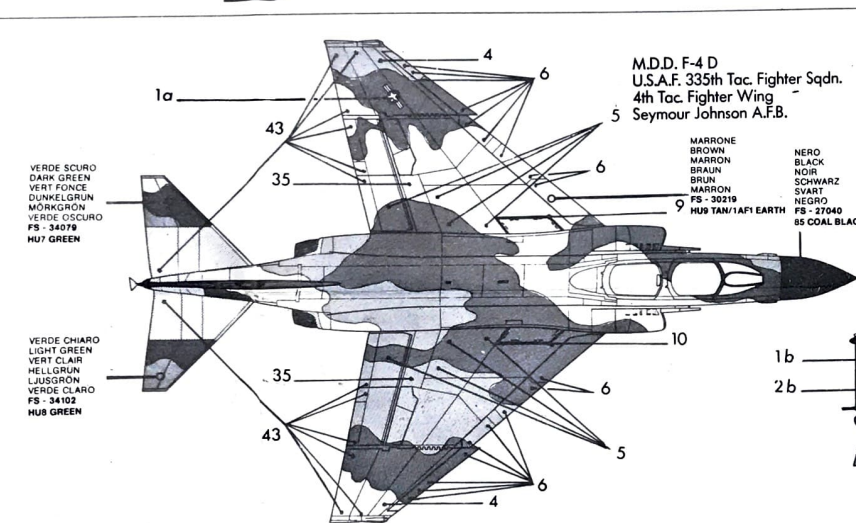 M.D.D. F-4 D
U.S.A.F. 335th Tac. Fighter Sqdn.
4th Tac. Fighter Wing
Seymour Johnson A.F.B.
4
6
1a
43
5
6
35
9
MARRONE
BROWN
MARRON
BRAUN
BRUN
MARRON
FS - 30219
HU9 TAN/1AF1 EARTH
NERO
BLACK
NOIR
SCHWARZ
SVART
NEGRO
FS - 27040
85 COAL BLAC
VERDE SCURO
DARK GREEN
VERT FONCE
DUNKELGRUN
MÖRKGRÖN
VERDE OSCURO
FS - 34079
HU7 GREEN
VERDE CHIARO
LIGHT GREEN
VERT CLAIR
HELLGRUN
LJUSGRÖN
VERDE CLARO
FS - 34102
HU8 GREEN
10
1b
2b
35
6
43
5
6
4